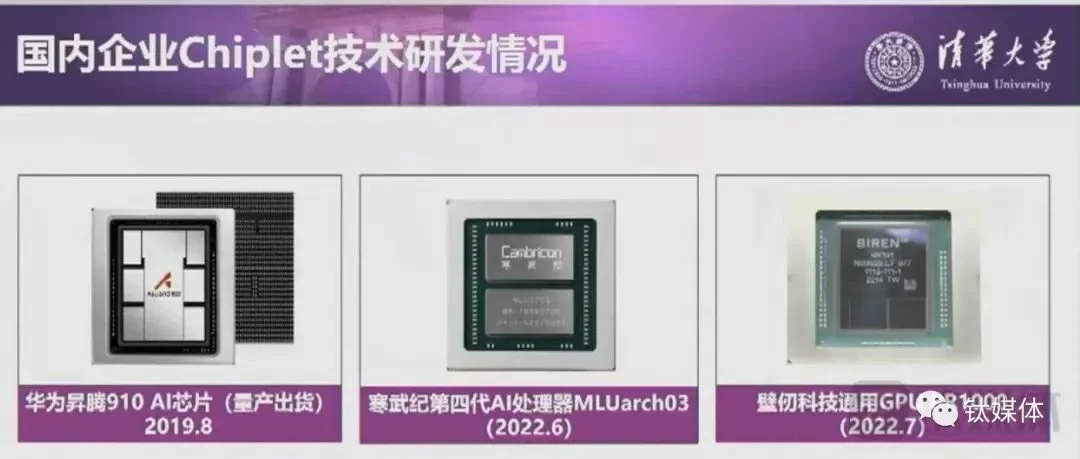 国内企业Chiplet技术研发情况
清華大学
Tsinghua University
Cambricon
寒武纪
BIREN
华为昇腾910 AI芯片（量产出货）
2019.8
寒武纪第四代AI处理器MLUarch03
（2022.6）
壁仞科技通用GPU
（2022.7）
钛媒体